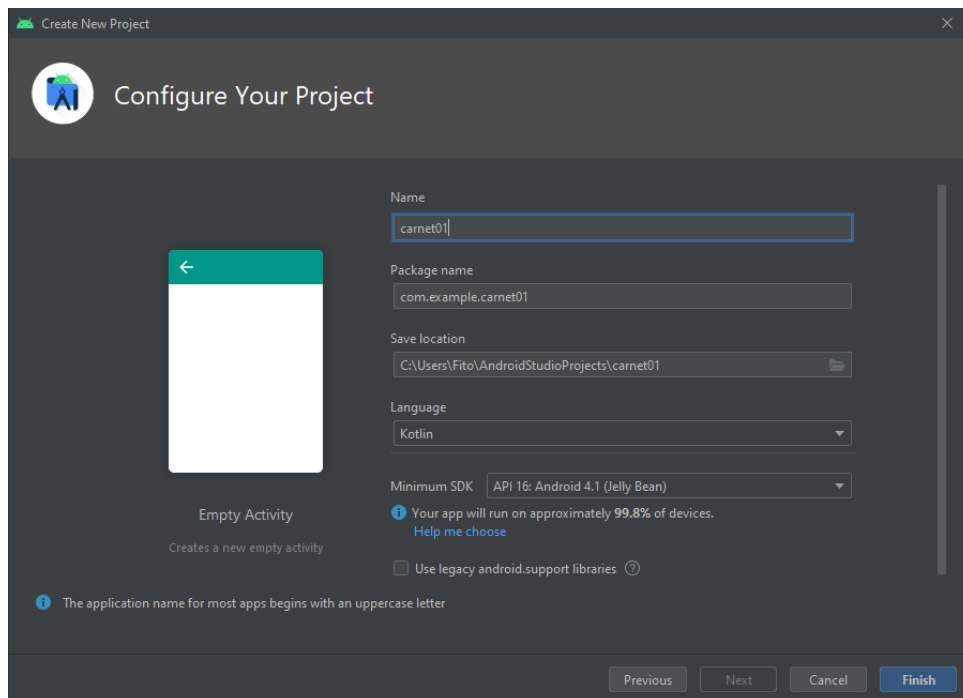 Create New Project
Configure Your Project
Name
carnet01
Package name
com.example.carnet01
Save location
C:\Users\Fito\AndroidStudioProjects\carnet01
Language
Kotlin
Minimum SDK API 16: Android 4.1 (Jelly Bean)
Your app will run on approximately 99.8% of devices.
Help me choose
Use legacy android.support libraries ?
Empty Activity
Creates a new empty activity
The application name for most apps begins with an uppercase letter
Previous Next Cancel Finish